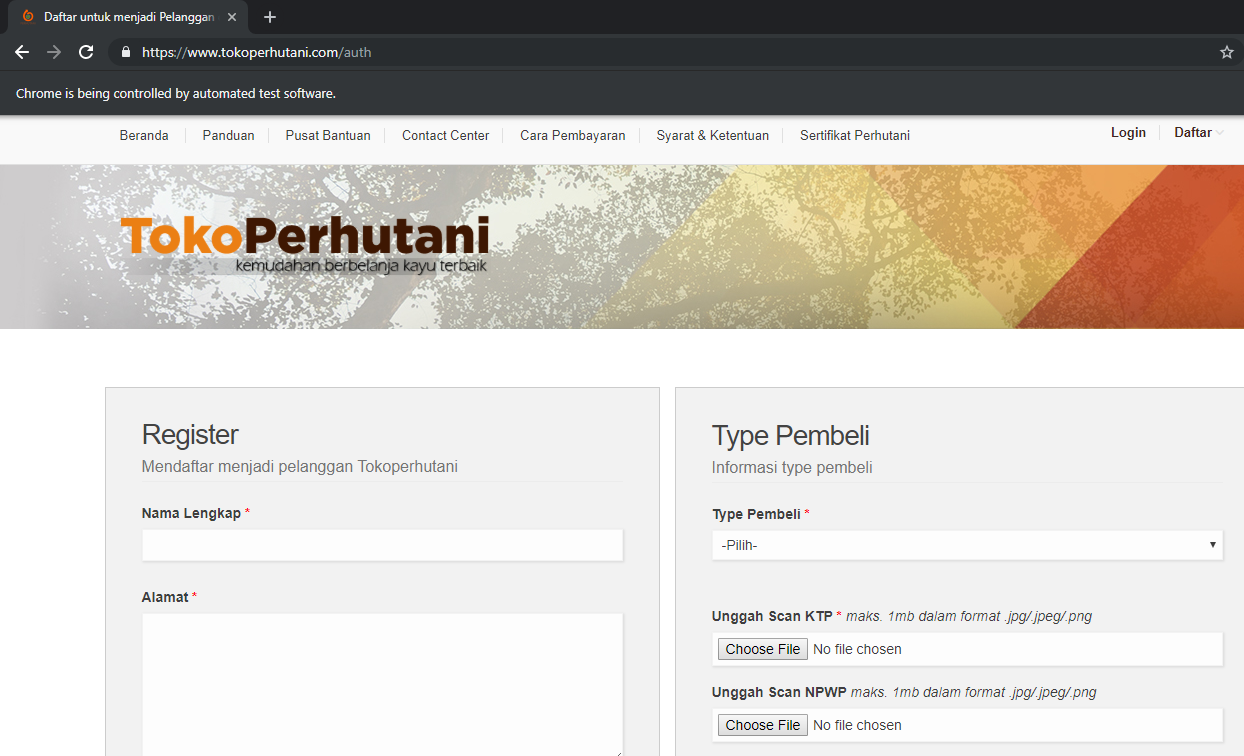 Daftar untuk menjadi Pelanggan
https://www.tokoperhutani.com/auth
Chrome is being controlled by automated test software.
Beranda Panduan Pusat Bantuan Contact Center Cara Pembayaran Syarat & Ketentuan Sertifikat Perhutani Login Daftar
TokoPerhutani
kemudahan berbelanja kayu terbaik
Register
Mendaftar menjadi pelanggan Tokoperhutani
Nama Lengkap *
Alamat *
Type Pembeli
Informasi type pembeli
Type Pembeli *
-Pilih-
Unggah Scan KTP * maks. 1mb dalam format .jpg/.jpeg/.png
Choose File No file chosen
Unggah Scan NPWP maks. 1mb dalam format .jpg/.jpeg/.png
Choose File No file chosen